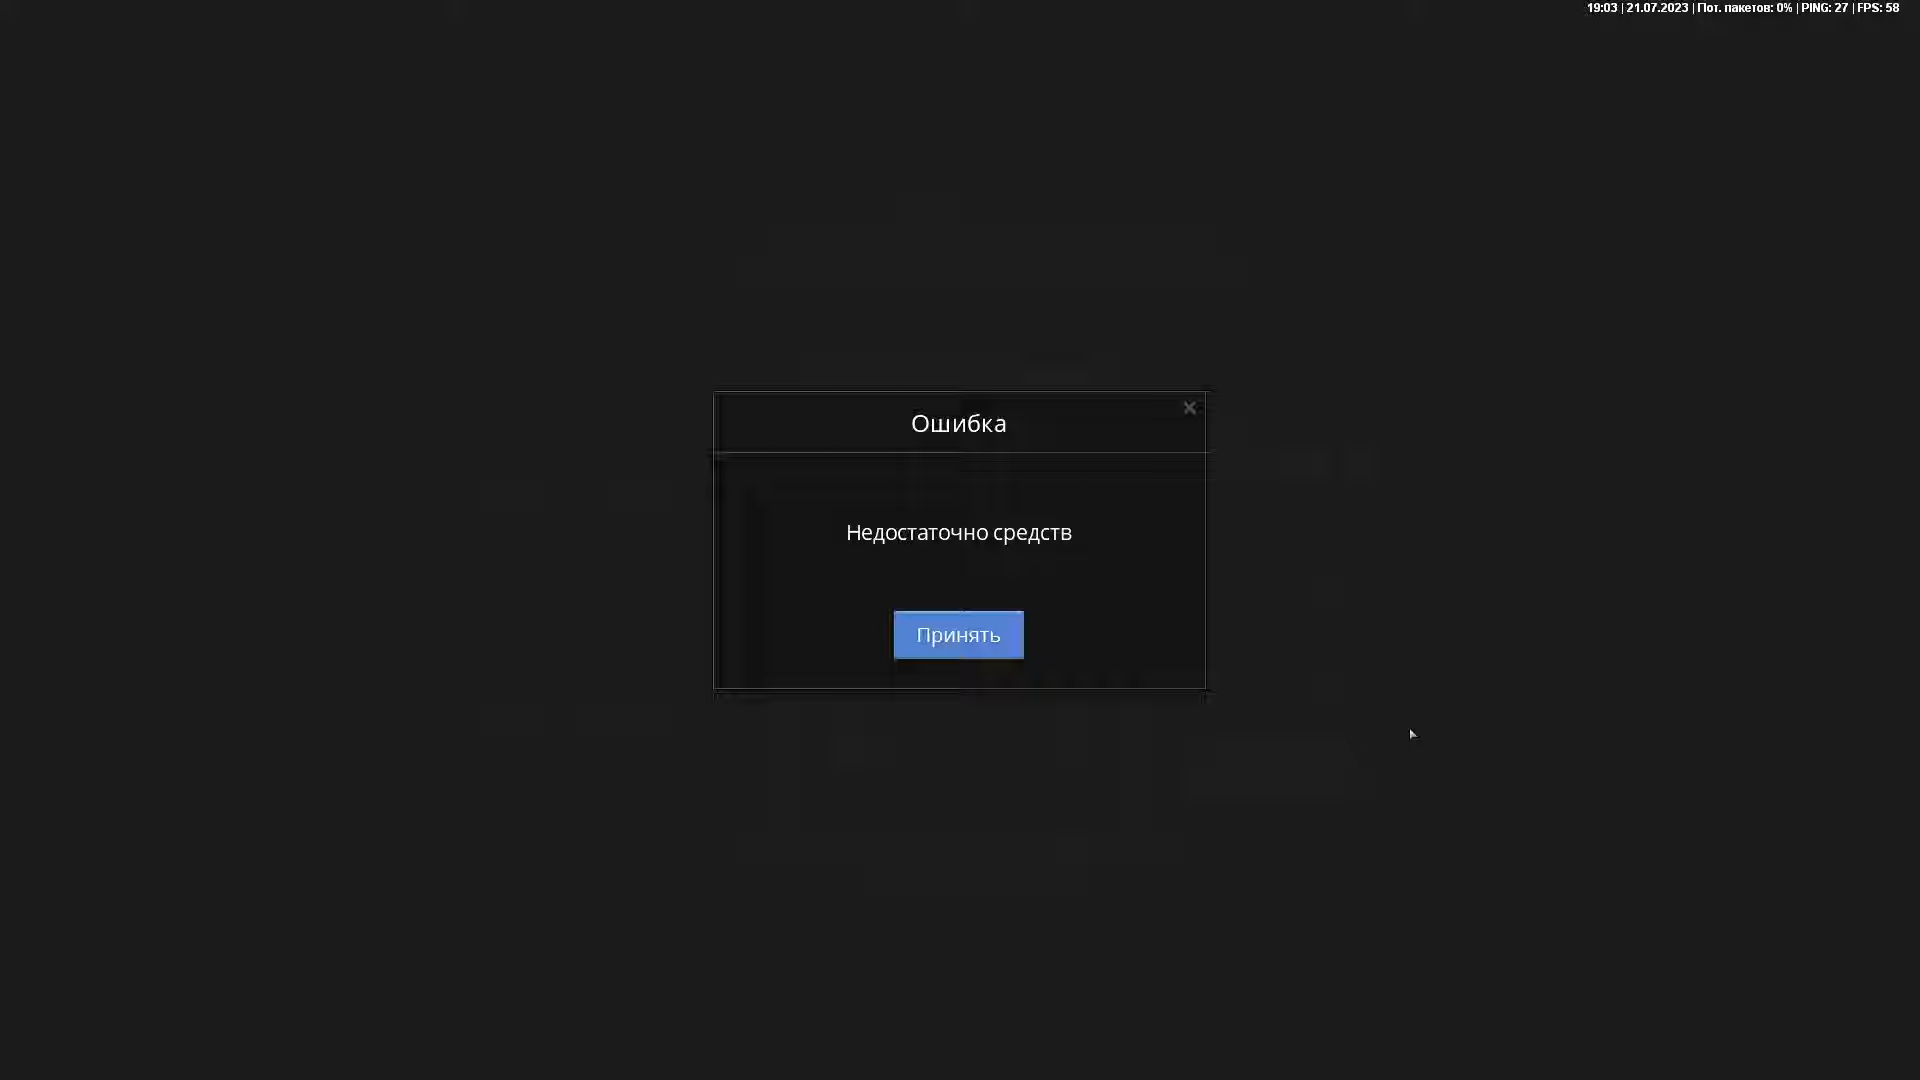 19:03 | 21.07.2023 | Пот. пакетов: 0% | PING: 27 | FPS: 58
Ошибка
Недостаточно средств
Принять